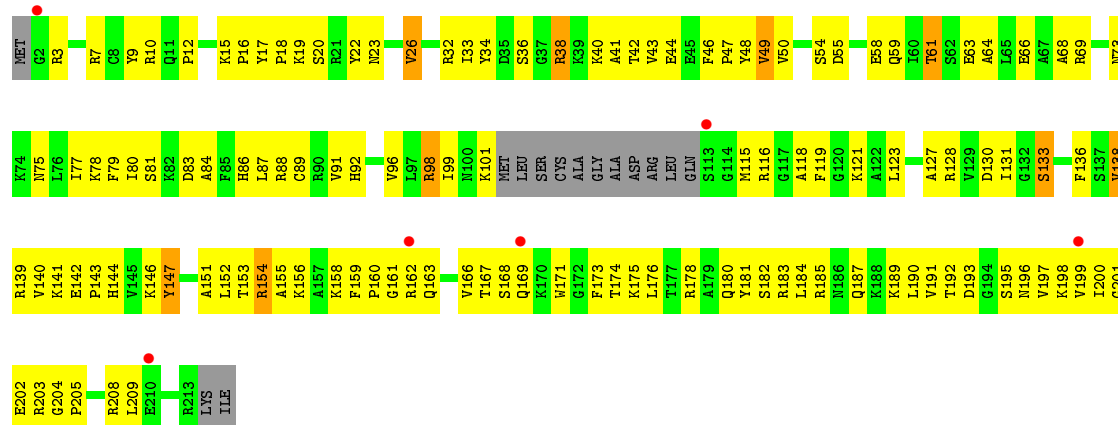 MET G2 R3 R7 C8 Y9 R10 Q11 P12 K15 P16 Y17 P18 K19 S20 R21 Y22 N23 V26 R32 I33 Y34 D35 S36 G37 R38 K39 K40 A41 T42 V43 E44 E45 F46 P47 Y48 V49 V50 S54 D55 E58 Q59 I60 T61 S62 E63 A64 L65 E66 A67 A68 R69 N73
K74 N75 L76 I77 K78 F79 I80 S81 K82 D83 A84 F85 H86 L87 R88 C89 R90 V91 H92 V96 L97 R98 I99 N100 K101 MET LEU SER CYS ALA GLY ALA ASP ARG LEU GLN S113 G114 M115 R116 G117 A118 F119 G120 K121 A122 L123 A127 R128 V129 D130 I131 G132 S133 F136 S137 V138
R139 V140 K141 E142 P143 H144 V145 K146 Y147 A151 L152 T153 R154 A155 K156 A157 K158 F159 P160 G161 R162 Q163 V166 T167 S168 Q169 K170 W171 G172 F173 T174 K175 L176 T177 R178 A179 Q180 Y181 S182 R183 L184 R185 N186 Q187 K188 K189 L190 V191 T192 D193 G194 S195 N196 V197 K198 V199 I200 G201
E202 R203 G204 P205 R208 L209 E210 R213 LYS ILE